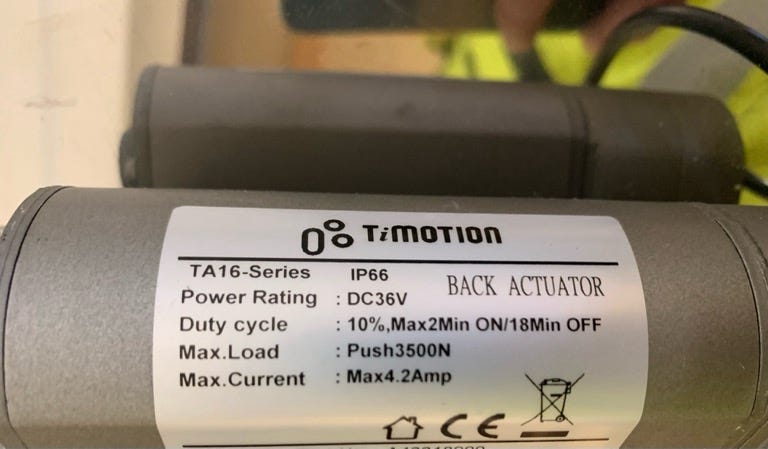 TiMOTION
TA16-Series IP66
BACK ACTUATOR
Power Rating : DC36V
Duty cycle : 10%,Max2Min ON/18Min OFF
Max.Load : Push3500N
Max.Current : Max4.2Amp
CE